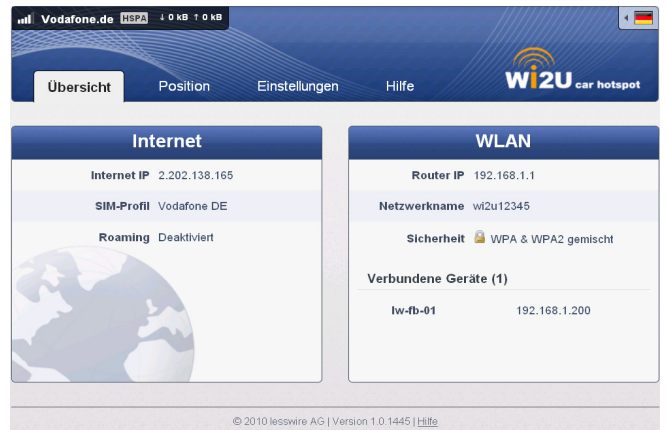 Vodafone.de HSPA ↓ 0 kB ↑ 0 kB
Übersicht Position Einstellungen Hilfe
Wi2U car hotspot
Internet
Internet IP 2.202.138.165
SIM-Profil Vodafone DE
Roaming Deaktiviert
WLAN
Router IP 192.168.1.1
Netzwerkname wi2u12345
Sicherheit WPA & WPA2 gemischt
Verbundene Geräte (1)
lw-fb-01 192.168.1.200
© 2010 lesswire AG | Version 1.0.1445 | Hilfe